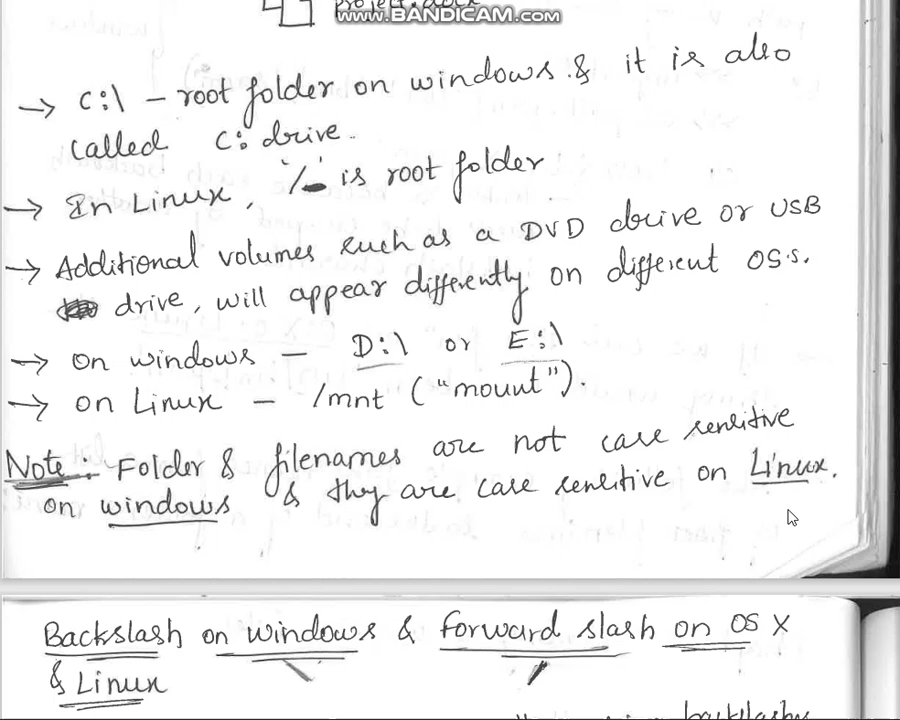 project.docx
www.BANDICAM.com
→ C:\ - root folder on windows & it is also
called C: drive.
→ In Linux, '/' is root folder
→ Additional volumes such as a DVD drive or USB
drive, will appear differently on different OS.s.
→ on windows - D:\ or E:\
→ on Linux - /mnt ("mount").
Note: Folder & filenames are not case sensitive
on windows & they are case sensitive on Linux.
Backslash on windows & forward slash on OS X
& Linux \ /
backslashes